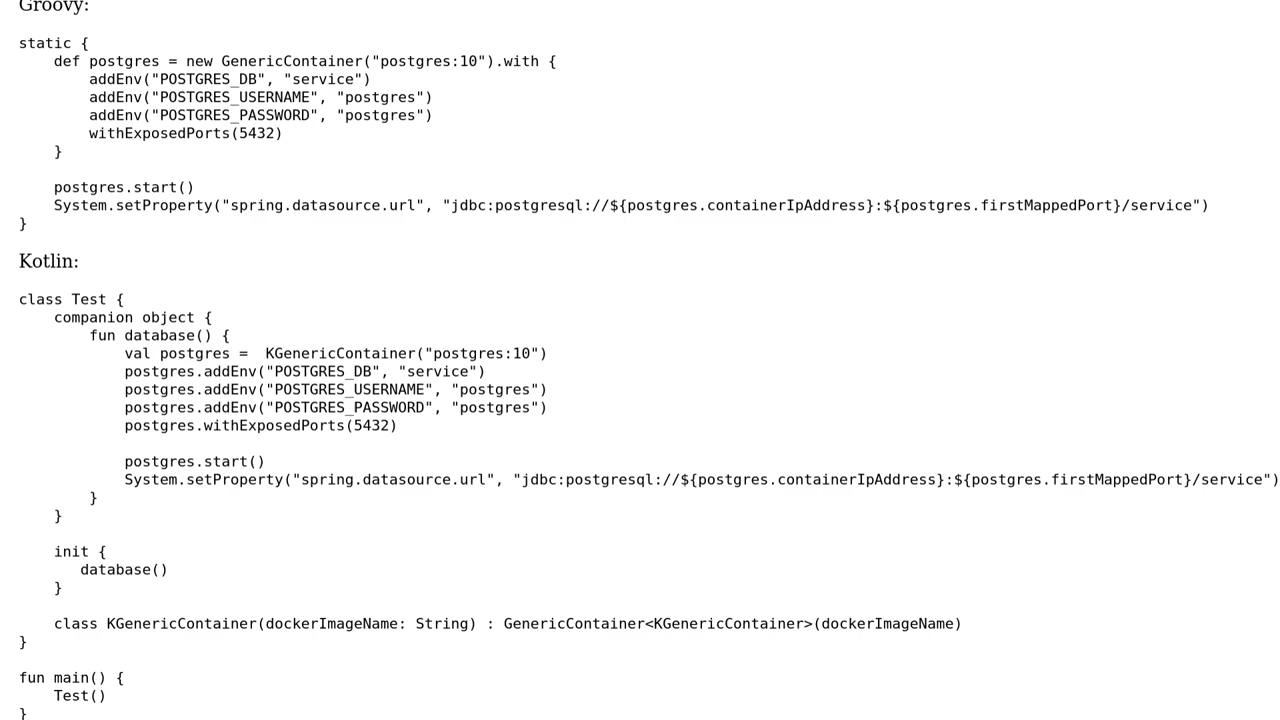 Groovy:
static {
    def postgres = new GenericContainer("postgres:10").with {
        addEnv("POSTGRES_DB", "service")
        addEnv("POSTGRES_USERNAME", "postgres")
        addEnv("POSTGRES_PASSWORD", "postgres")
        withExposedPorts(5432)
    }

    postgres.start()
    System.setProperty("spring.datasource.url", "jdbc:postgresql://${postgres.containerIpAddress}:${postgres.firstMappedPort}/service")
}
Kotlin:
class Test {
    companion object {
        fun database() {
            val postgres =  KGenericContainer("postgres:10")
            postgres.addEnv("POSTGRES_DB", "service")
            postgres.addEnv("POSTGRES_USERNAME", "postgres")
            postgres.addEnv("POSTGRES_PASSWORD", "postgres")
            postgres.withExposedPorts(5432)

            postgres.start()
            System.setProperty("spring.datasource.url", "jdbc:postgresql://${postgres.containerIpAddress}:${postgres.firstMappedPort}/service")
        }
    }

    init {
       database()
    }

    class KGenericContainer(dockerImageName: String) : GenericContainer<KGenericContainer>(dockerImageName)
}

fun main() {
    Test()
}